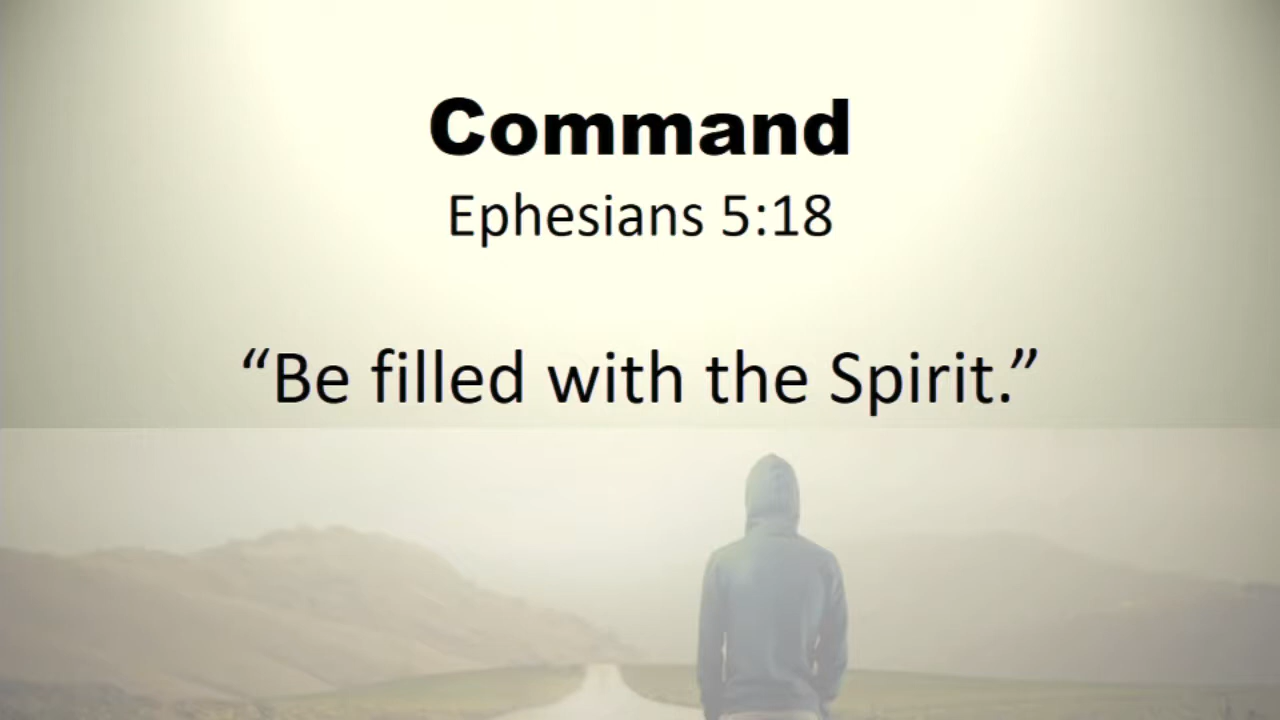 Command
Ephesians 5:18
“Be filled with the Spirit.”